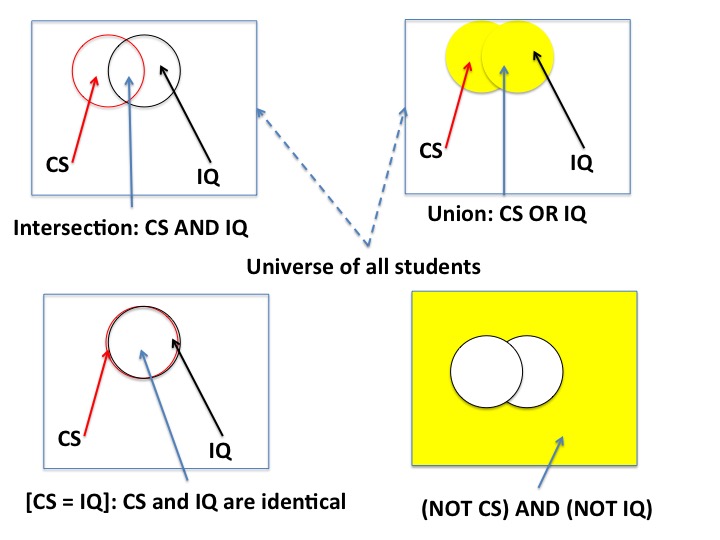 CS
IQ
Intersection: CS AND IQ
CS
IQ
Union: CS OR IQ
Universe of all students
CS
IQ
[CS = IQ]: CS and IQ are identical
(NOT CS) AND (NOT IQ)